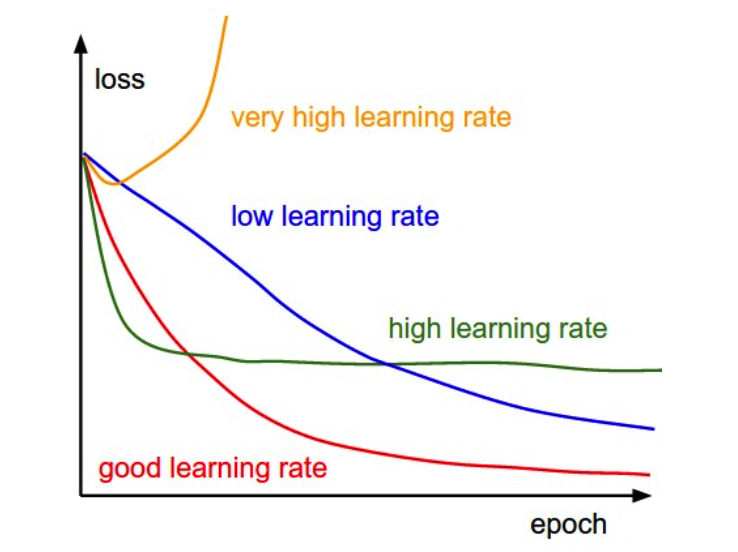 loss
very high learning rate
low learning rate
high learning rate
good learning rate
epoch